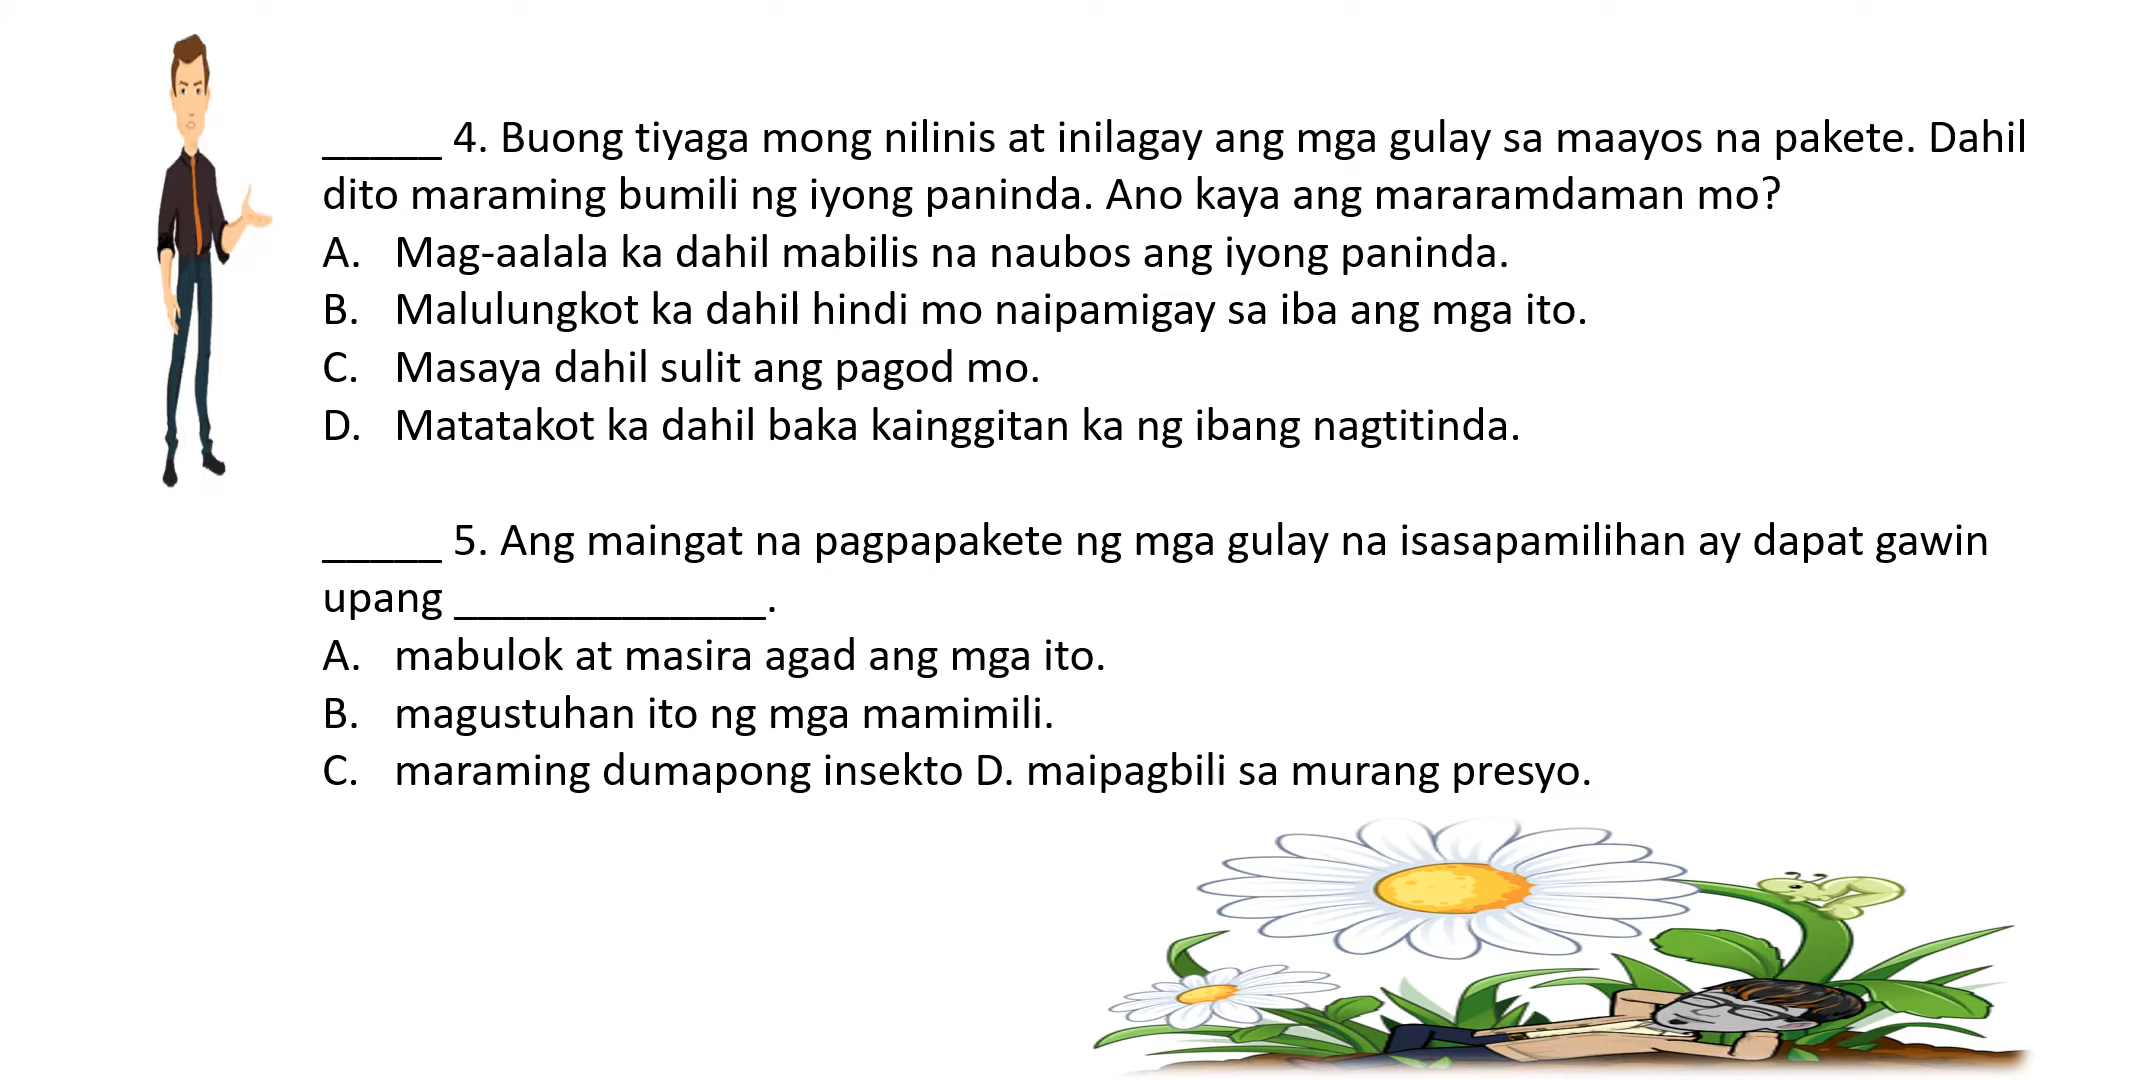 _____ 4. Buong tiyaga mong nilinis at inilagay ang mga gulay sa maayos na pakete. Dahil
dito maraming bumili ng iyong paninda. Ano kaya ang mararamdaman mo?
A. Mag-aalala ka dahil mabilis na naubos ang iyong paninda.
B. Malulungkot ka dahil hindi mo naipamigay sa iba ang mga ito.
C. Masaya dahil sulit ang pagod mo.
D. Matatakot ka dahil baka kainggitan ka ng ibang nagtitinda.
_____ 5. Ang maingat na pagpapakete ng mga gulay na isasapamilihan ay dapat gawin
upang _____________.
A. mabulok at masira agad ang mga ito.
B. magustuhan ito ng mga mamimili.
C. maraming dumapong insekto D. maipagbili sa murang presyo.